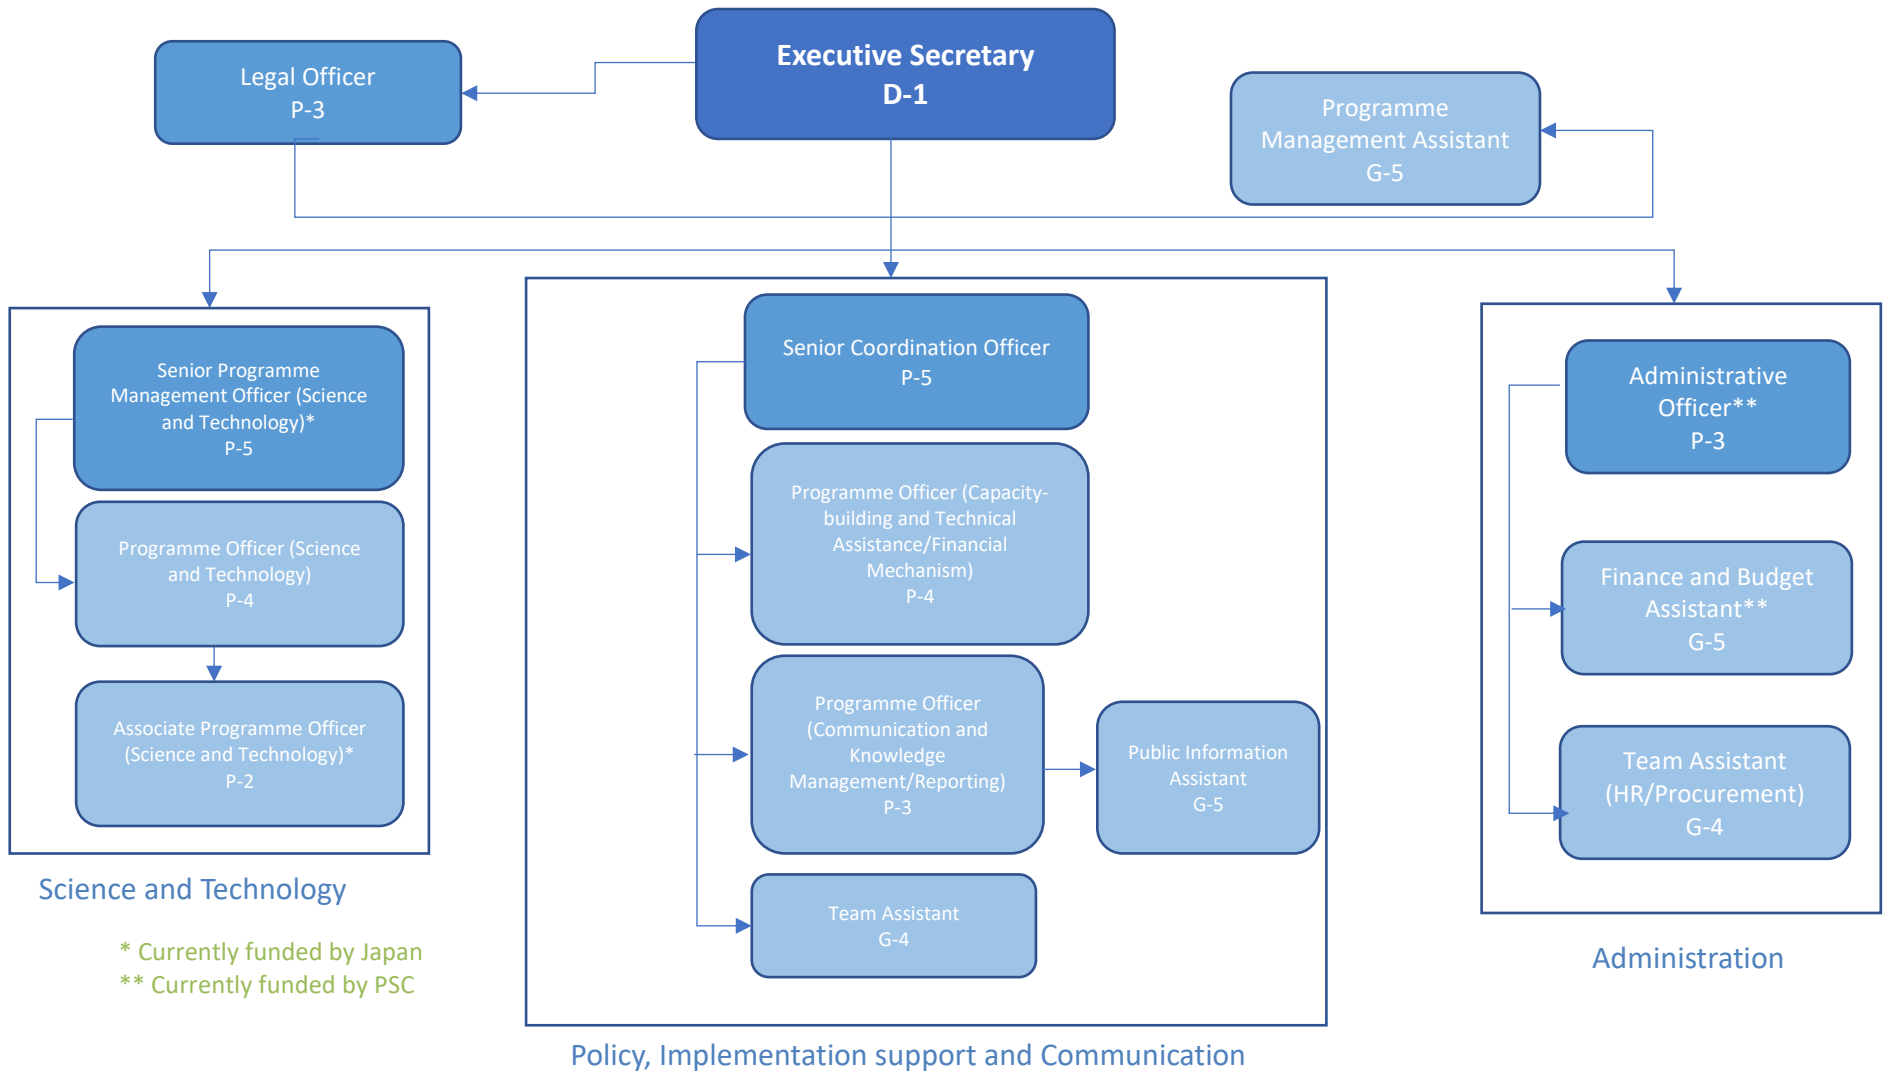 Executive Secretary
D-1
Legal Officer
P-3
Programme
Management Assistant
G-5
Senior Programme
Management Officer (Science
and Technology)*
P-5
Programme Officer (Science
and Technology)
P-4
Associate Programme Officer
(Science and Technology)*
P-2
Science and Technology
* Currently funded by Japan
** Currently funded by PSC
Senior Coordination Officer
P-5
Programme Officer (Capacity-
building and Technical
Assistance/Financial
Mechanism)
P-4
Programme Officer
(Communication and
Knowledge
Management/Reporting)
P-3
Public Information
Assistant
G-5
Team Assistant
G-4
Policy, Implementation support and Communication
Administrative
Officer**
P-3
Finance and Budget
Assistant**
G-5
Team Assistant
(HR/Procurement)
G-4
Administration